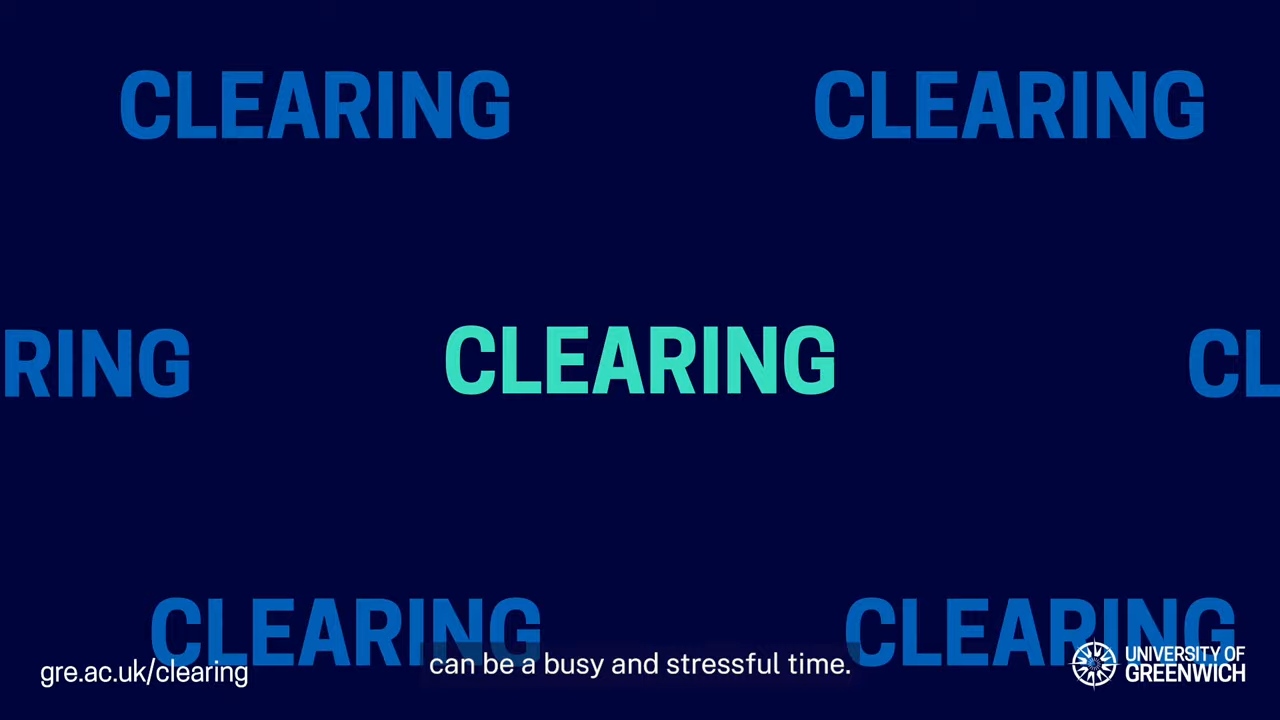 CLEARING CLEARING
RING CLEARING CL
CLEARING CLEARING
gre.ac.uk/clearing
can be a busy and stressful time.
UNIVERSITY OF
GREENWICH